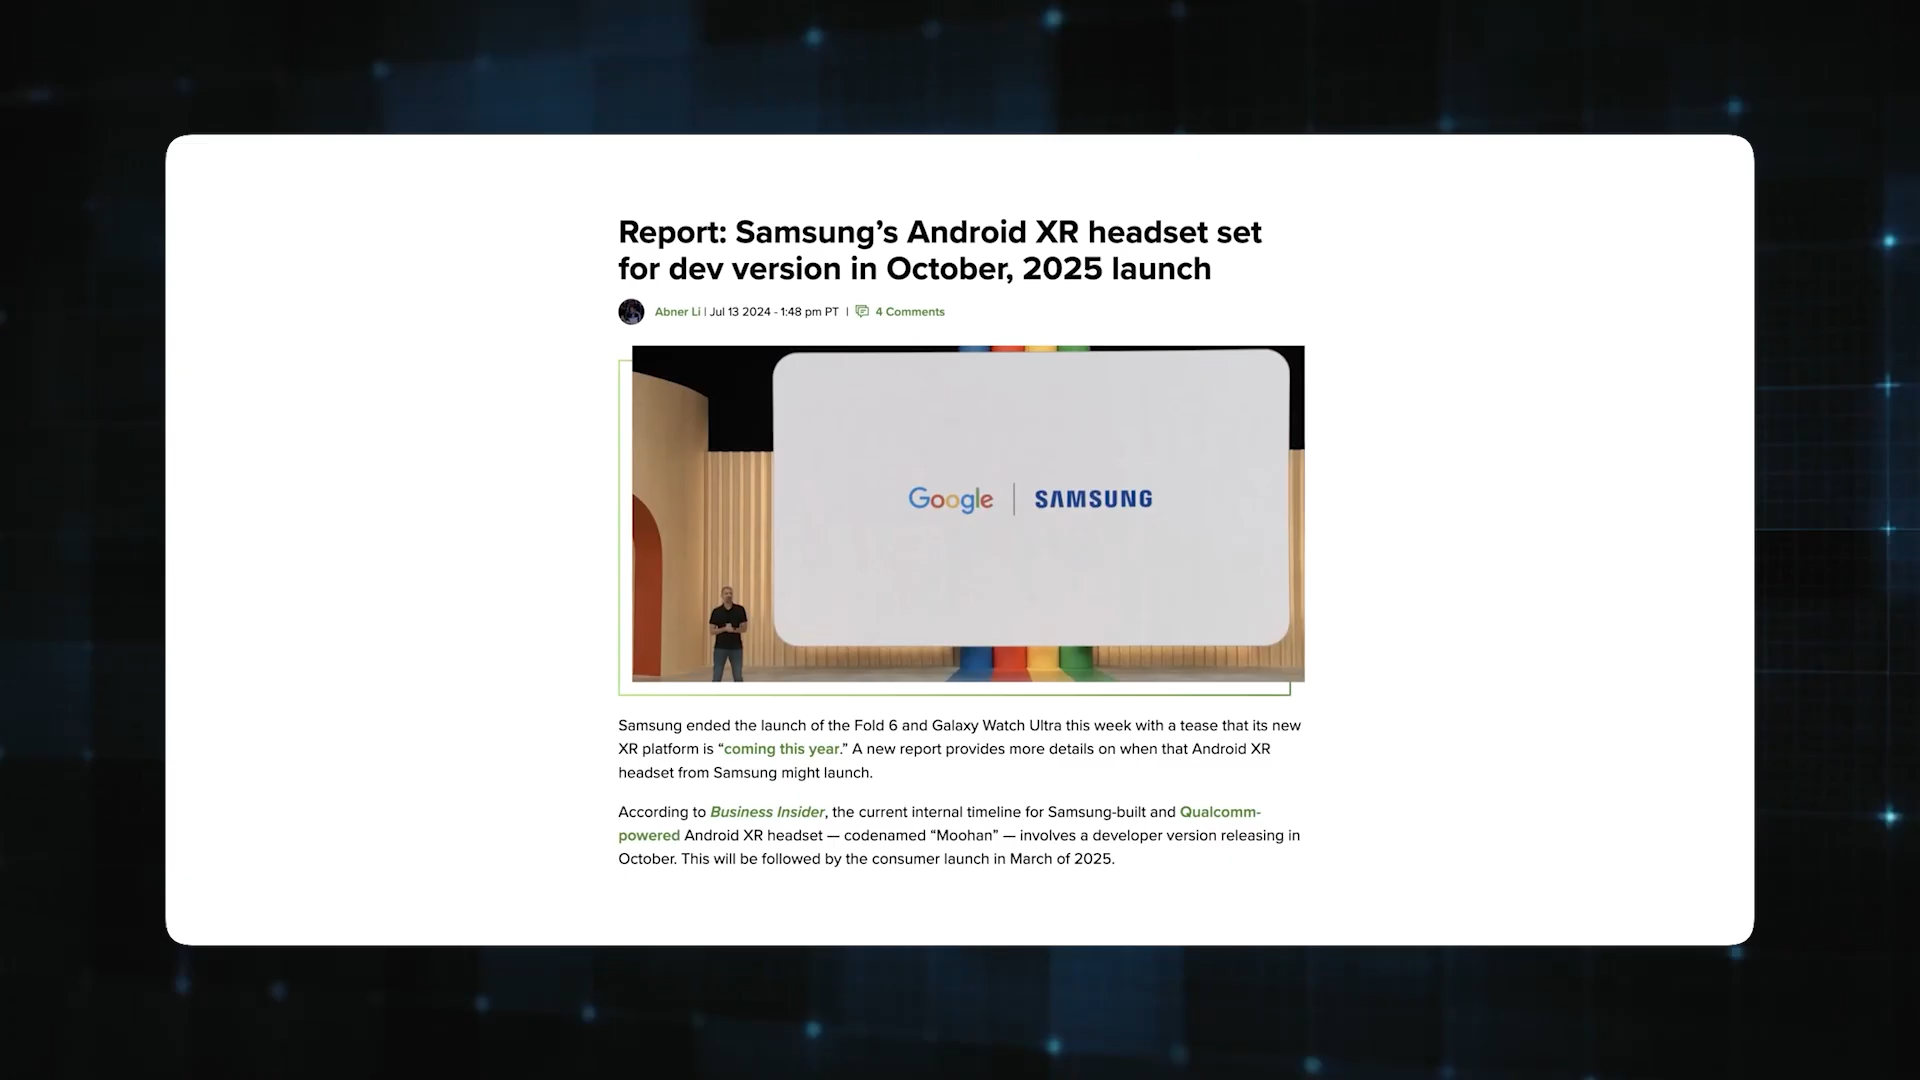 Report: Samsung’s Android XR headset set
for dev version in October, 2025 launch
Abner Li | Jul 13 2024 - 1:48 pm PT | 4 Comments
Google | SAMSUNG
Samsung ended the launch of the Fold 6 and Galaxy Watch Ultra this week with a tease that its new
XR platform is “coming this year.” A new report provides more details on when that Android XR
headset from Samsung might launch.
According to Business Insider, the current internal timeline for Samsung-built and Qualcomm-
powered Android XR headset — codenamed “Moohan” — involves a developer version releasing in
October. This will be followed by the consumer launch in March of 2025.